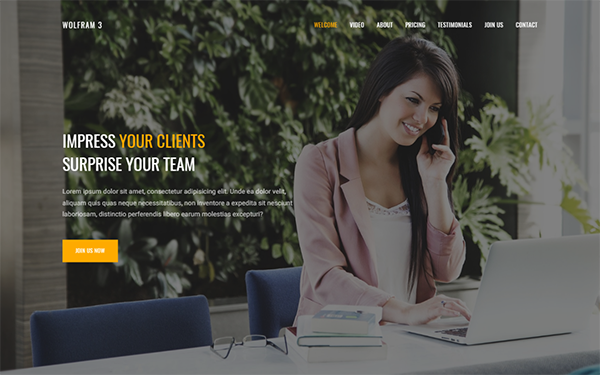 WOLFRAM 3
WELCOME VIDEO ABOUT PRICING TESTIMONIALS JOIN US CONTACT
IMPRESS YOUR CLIENTS
SURPRISE YOUR TEAM
Lorem ipsum dolor sit amet, consectetur adipisicing elit. Unde ea dolor velit,
aliquam quis quas neque necessitatibus, non inventore a expedita sit nesciunt
laboriosam, distinctio perferendis libero earum molestias excepturi?
JOIN US NOW